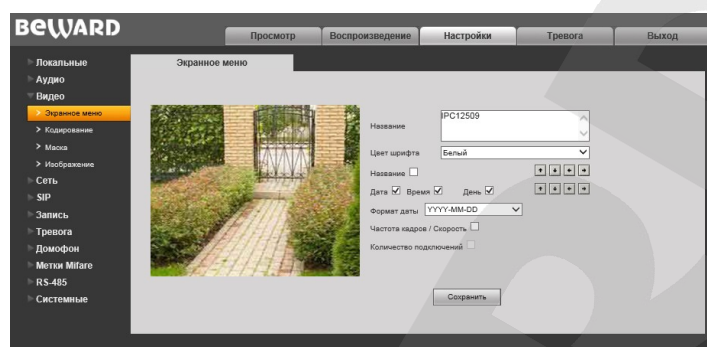 BEWARD
Просмотр Воспроизведение Настройки Тревога Выход
Локальные
Аудио
Видео
Экранное меню
Кодирование
Маска
Изображение
Сеть
SIP
Запись
Тревога
Домофон
Метки Mifare
RS-485
Системные
Экранное меню
Название IPC12509
Цвет шрифта Белый
Название
Дата Время День
Формат даты YYYY-MM-DD
Частота кадров / Скорость
Количество подключений
Сохранить